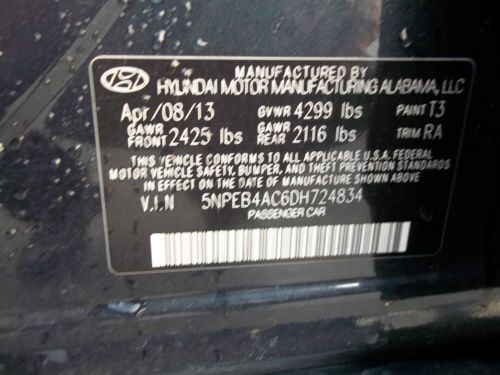 MANUFACTURED BY
HYUNDAI MOTOR MANUFACTURING ALABAMA, LLC
Apr/08/13 GVWR 4299 lbs PAINT T3
GAWR FRONT 2425 lbs GAWR REAR 2116 lbs TRIM RA
THIS VEHICLE CONFORMS TO ALL APPLICABLE U.S.A. FEDERAL
MOTOR VEHICLE SAFETY, BUMPER, AND THEFT PREVENTION STANDARDS
IN EFFECT ON THE DATE OF MANUFACTURE SHOWN ABOVE.
V.I.N 5NPEB4AC6DH724834
PASSENGER CAR